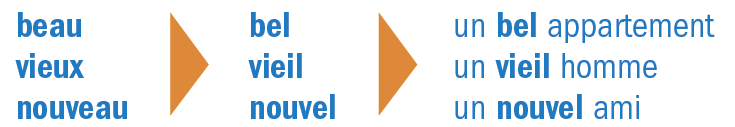 beau bel un bel appartement
vieux vieil un vieil homme
nouveau nouvel un nouvel ami